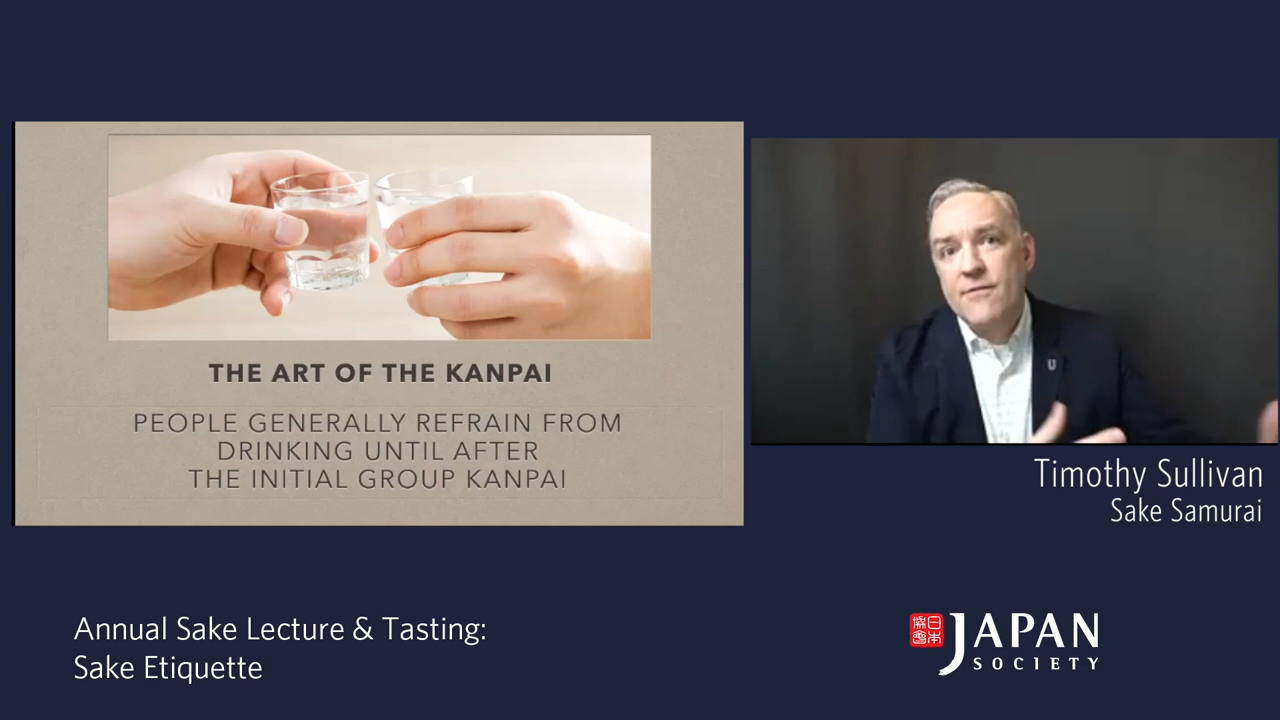 THE ART OF THE KANPAI
PEOPLE GENERALLY REFRAIN FROM
DRINKING UNTIL AFTER
THE INITIAL GROUP KANPAI
U
Timothy Sullivan
Sake Samurai
Annual Sake Lecture & Tasting:
Sake Etiquette
日本協會
JAPAN
SOCIETY